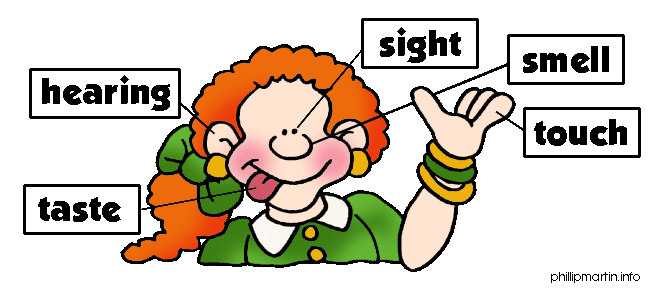 sight
smell
hearing
touch
taste
phillipmartin.info